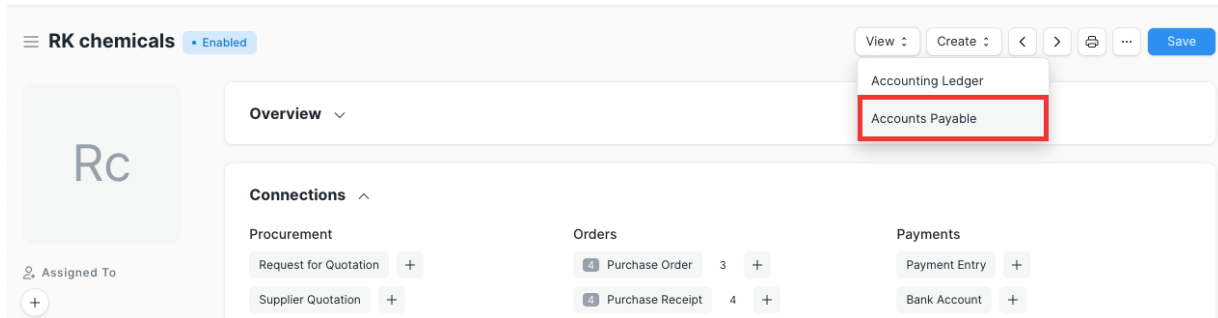 RK chemicals • Enabled View Create ... Save
Accounting Ledger
Overview
Accounts Payable
Rc
Connections
Procurement Orders Payments
Request for Quotation + 4 Purchase Order 3 + Payment Entry +
Assigned To
Supplier Quotation + 4 Purchase Receipt 4 + Bank Account +
+